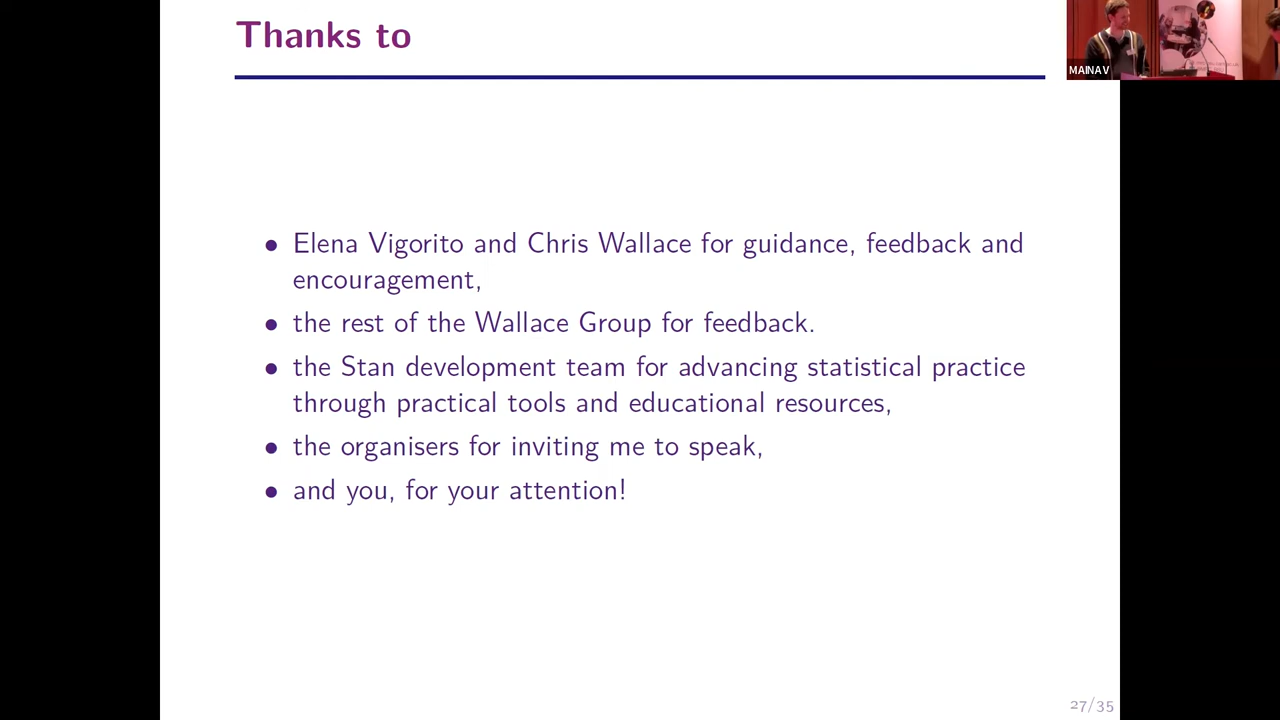 Thanks to
MAINAV
• Elena Vigorito and Chris Wallace for guidance, feedback and
encouragement,
• the rest of the Wallace Group for feedback.
• the Stan development team for advancing statistical practice
through practical tools and educational resources,
• the organisers for inviting me to speak,
• and you, for your attention!
27/35